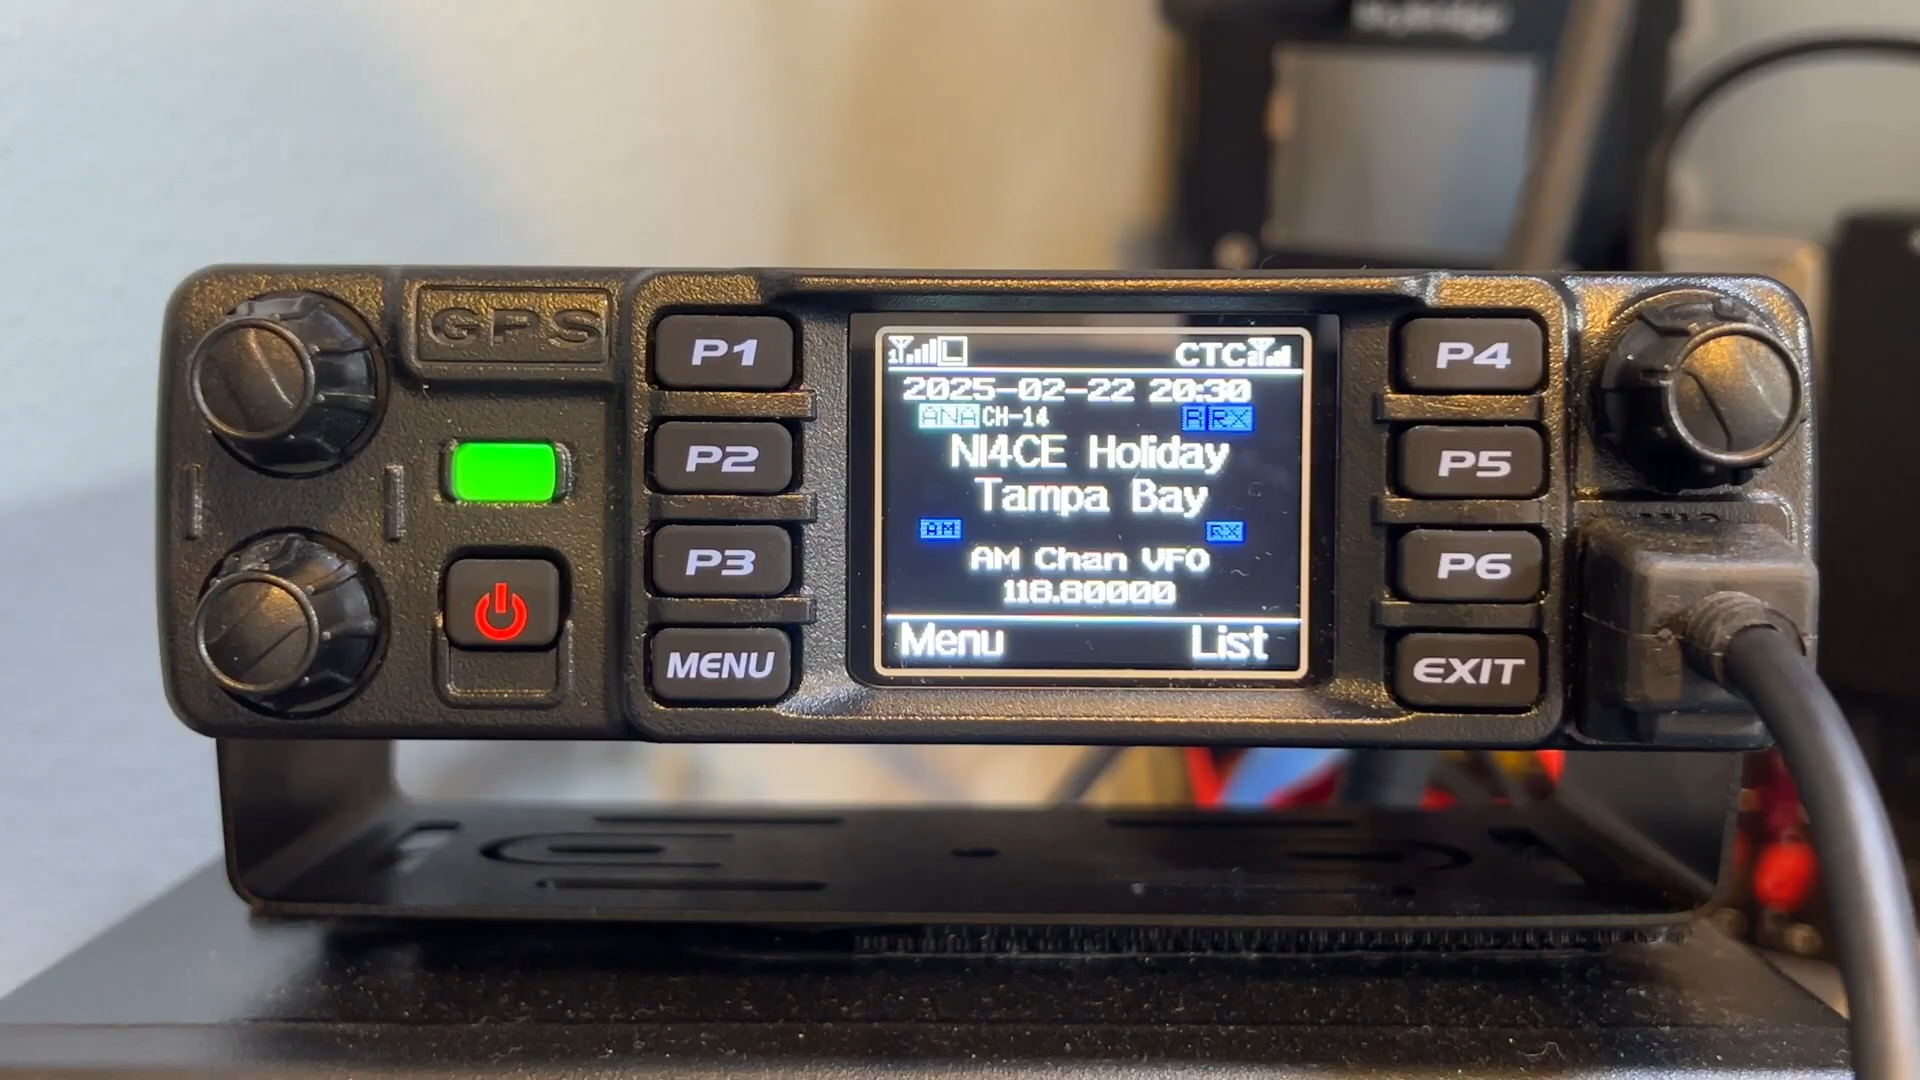 GPS
P1
P2
P3
MENU
CTC
2025-02-22 20:30
ANA CH-14 R RX
NI4CE Holiday
Tampa Bay
AM RX
AM Chan VFO
118.80000
Menu List
P4
P5
P6
EXIT